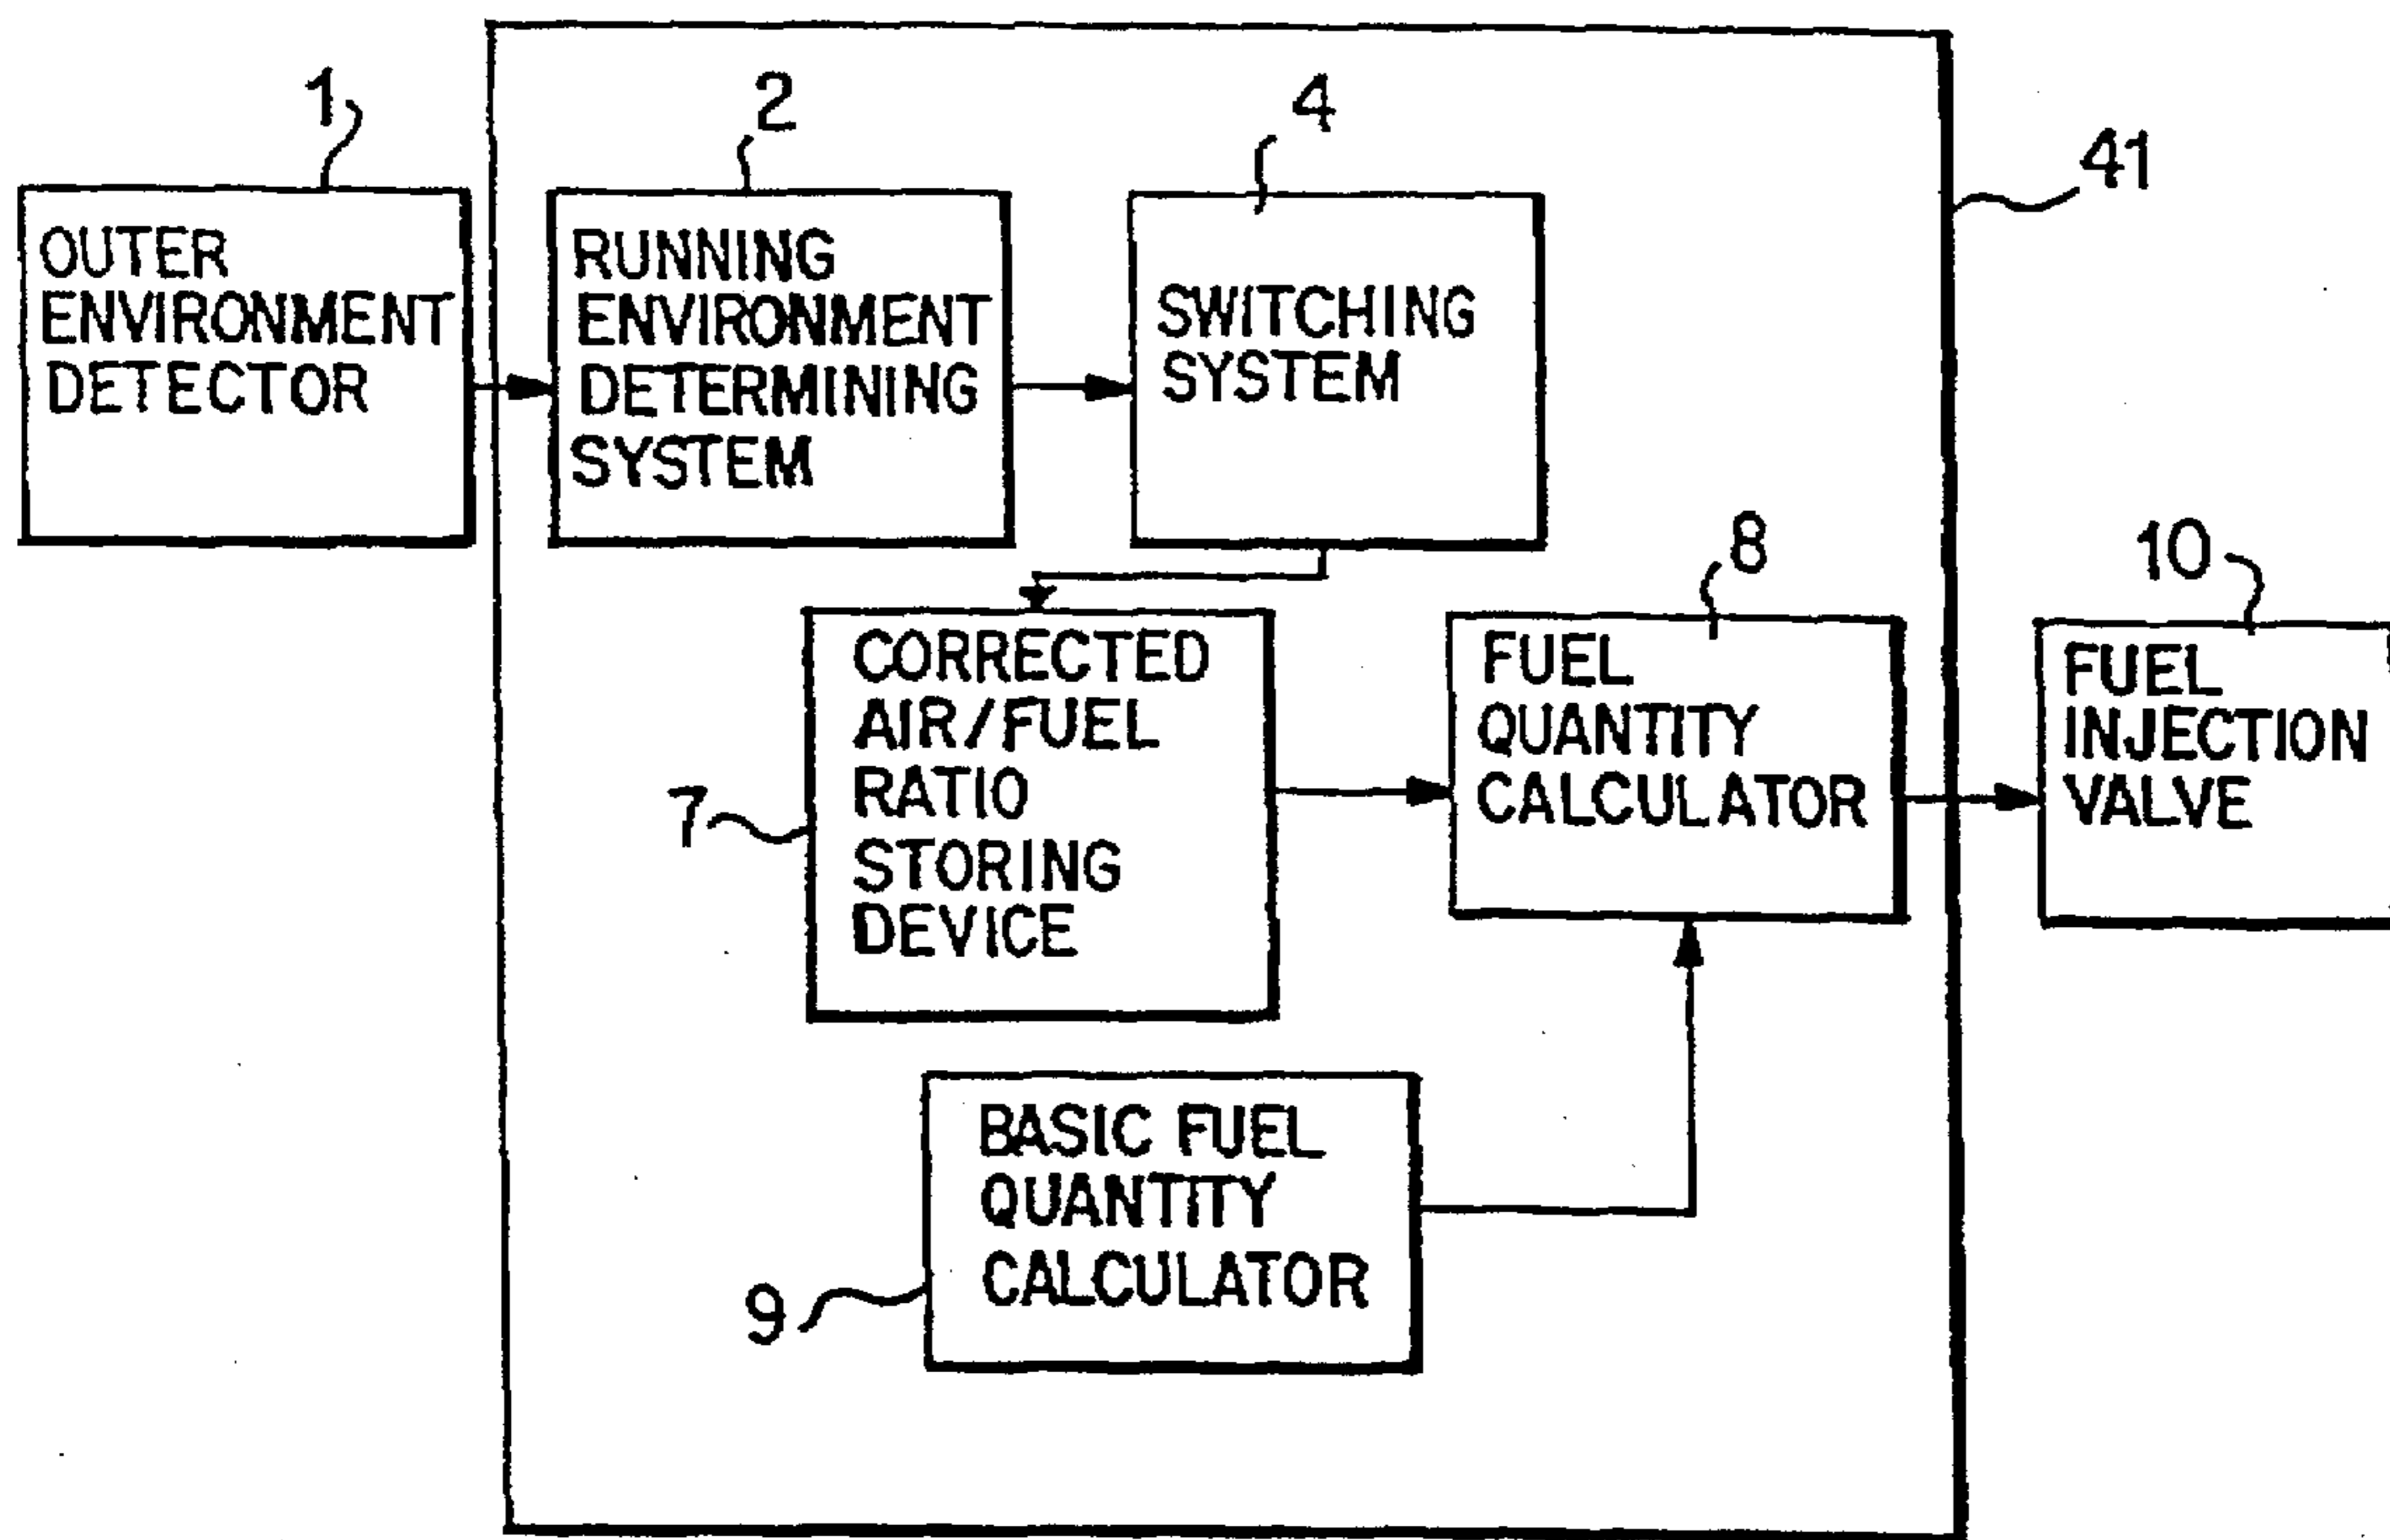 1
2
4
41
OUTER
ENVIRONMENT
DETECTOR
RUNNING
ENVIRONMENT
DETERMINING
SYSTEM
SWITCHING
SYSTEM
7
CORRECTED
AIR/FUEL
RATIO
STORING
DEVICE
8
FUEL
QUANTITY
CALCULATOR
10
FUEL
INJECTION
VALVE
9
BASIC FUEL
QUANTITY
CALCULATOR